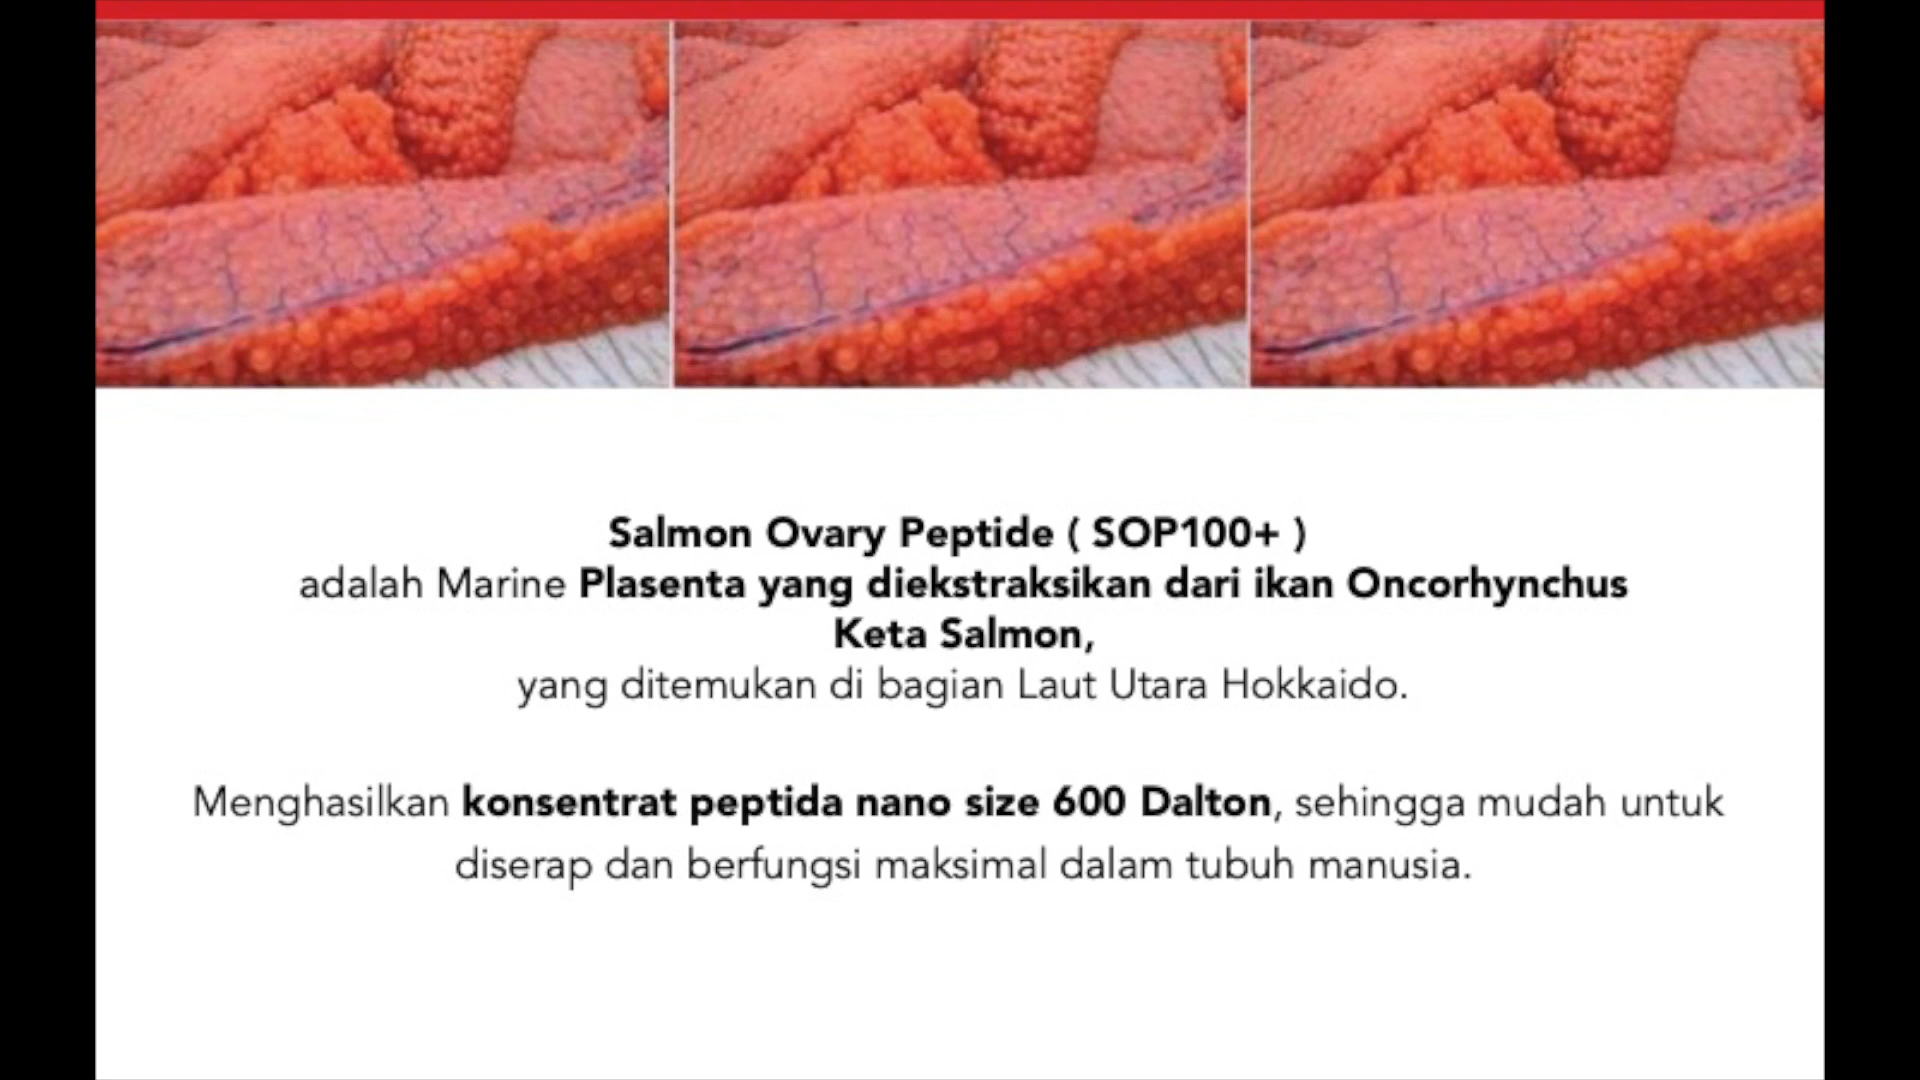 Salmon Ovary Peptide ( SOP100+ )
adalah Marine Plasenta yang diekstraksikan dari ikan Oncorhynchus
Keta Salmon,
yang ditemukan di bagian Laut Utara Hokkaido.
Menghasilkan konsentrat peptida nano size 600 Dalton, sehingga mudah untuk
diserap dan berfungsi maksimal dalam tubuh manusia.